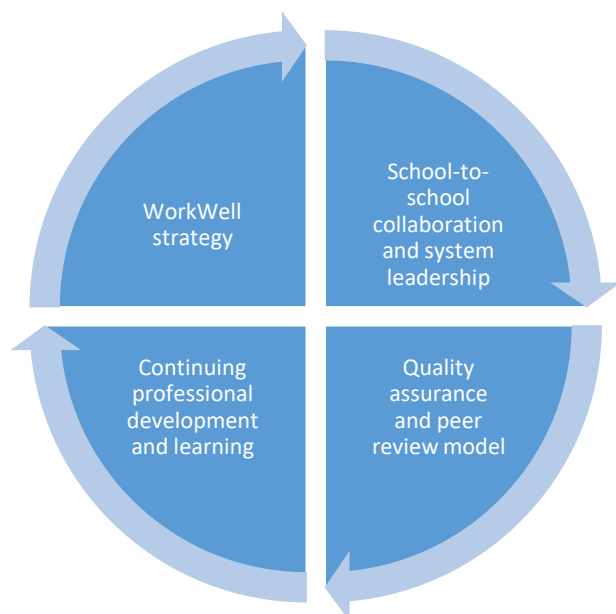 WorkWell
strategy
School-to-
school
collaboration
and system
leadership
Continuing
professional
development
and learning
Quality
assurance
and peer
review model